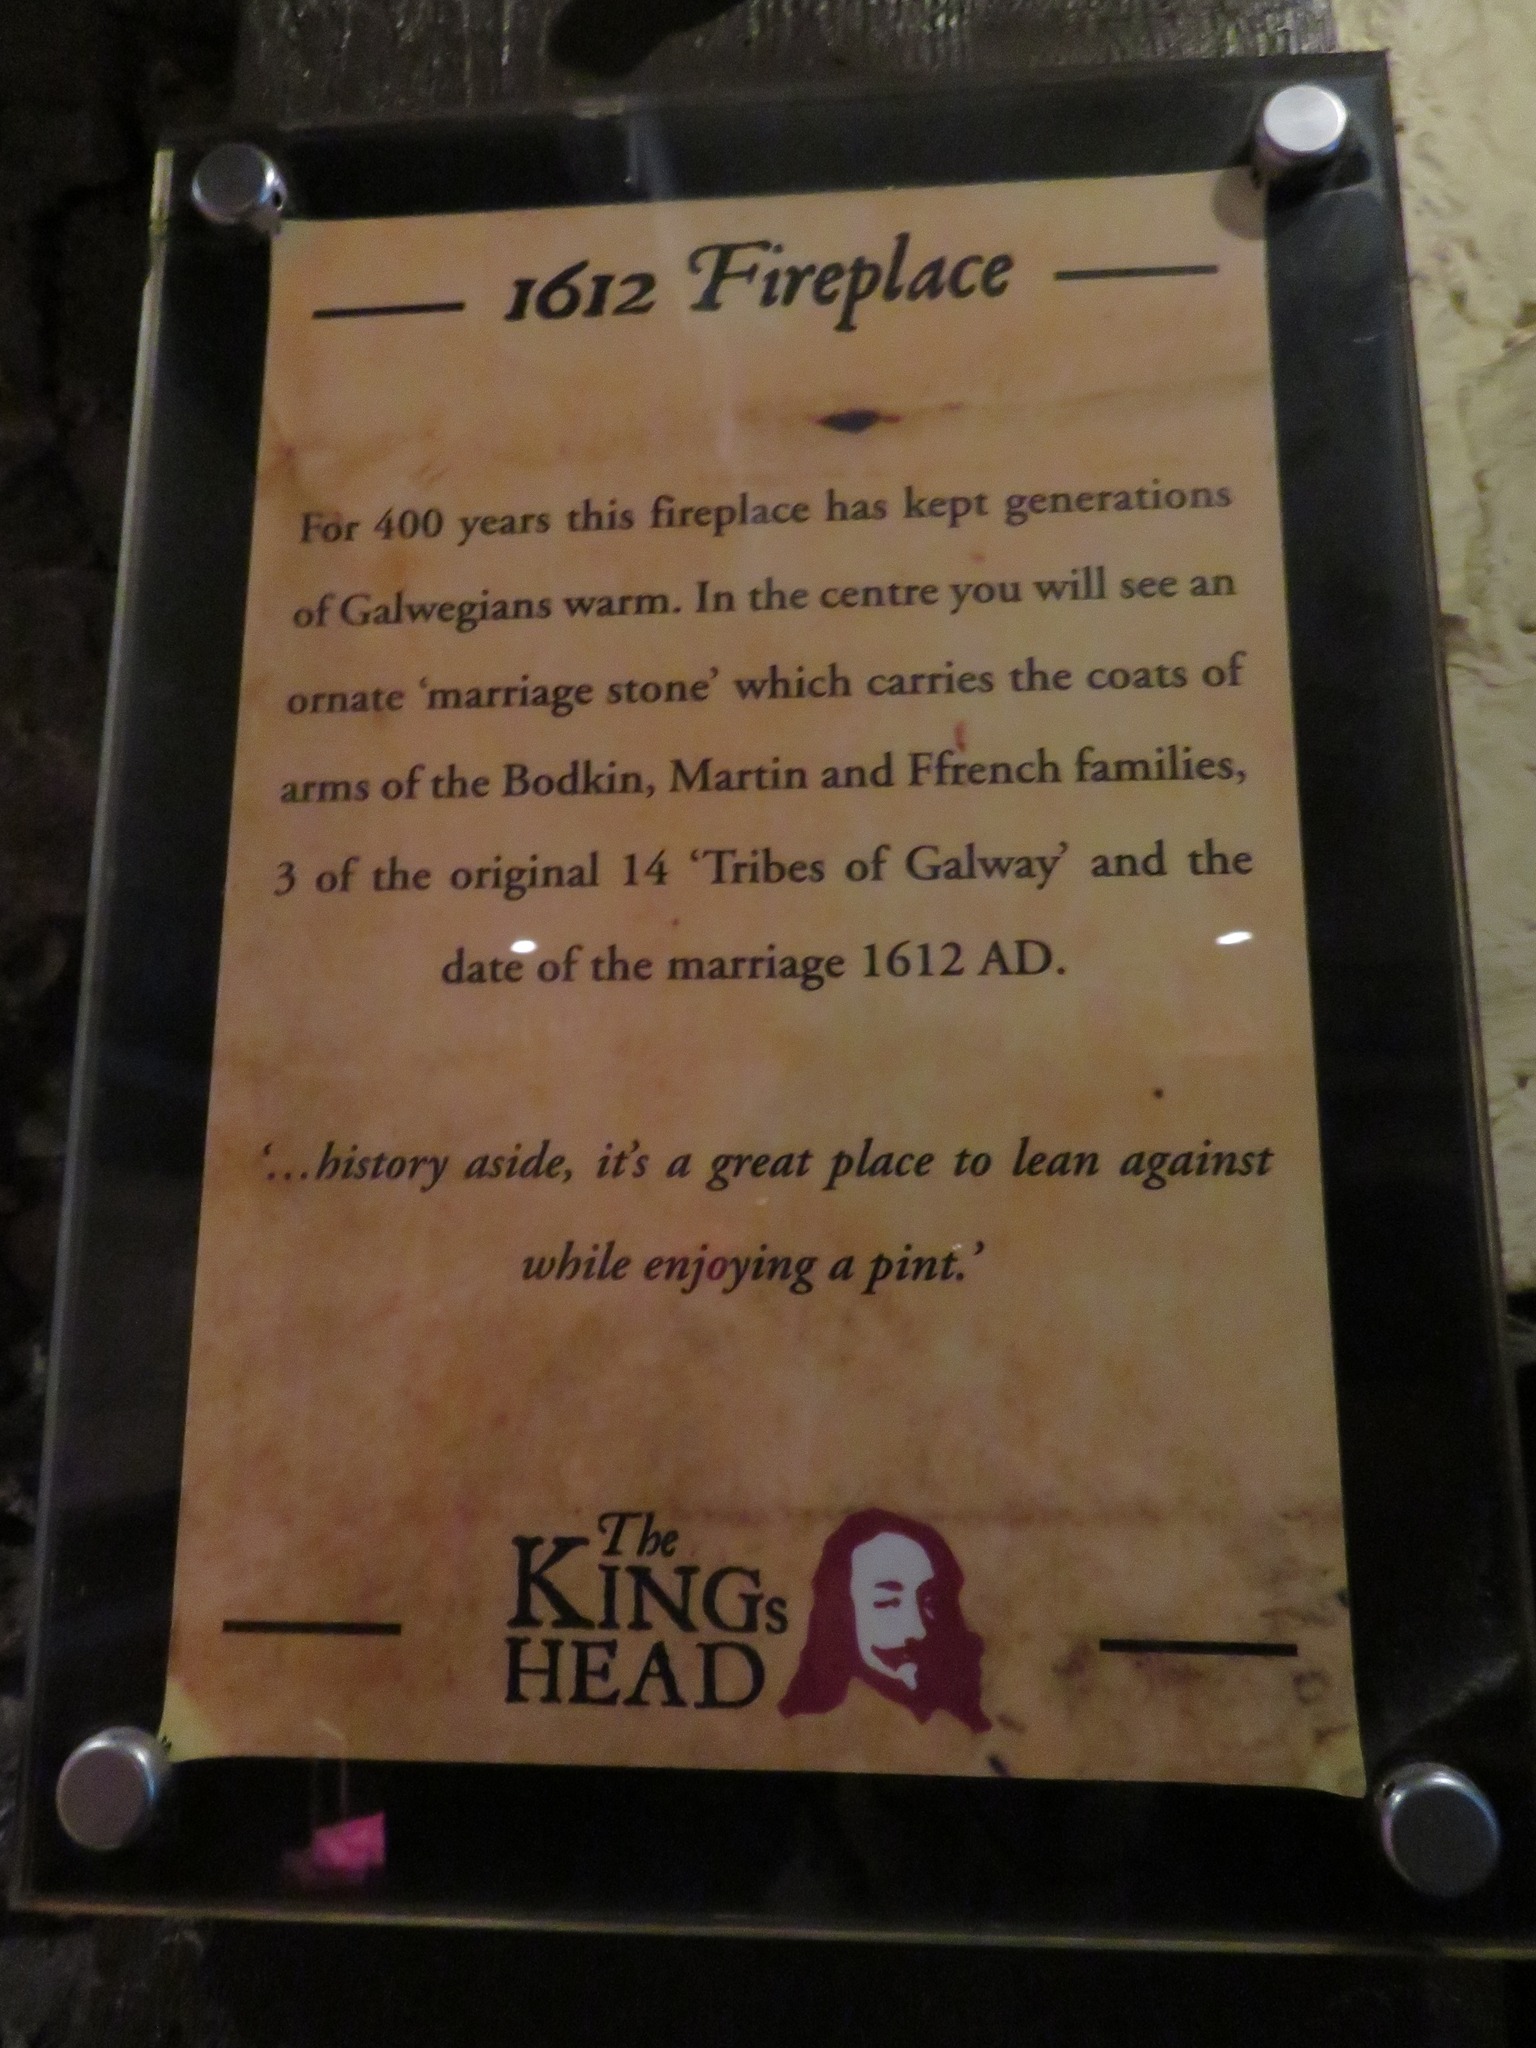 1612 Fireplace
For 400 years this fireplace has kept generations
of Galwegians warm. In the centre you will see an
ornate ‘marriage stone’ which carries the coats of
arms of the Bodkin, Martin and Ffrench families,
3 of the original 14 ‘Tribes of Galway’ and the
date of the marriage 1612 AD.
‘...history aside, it’s a great place to lean against
while enjoying a pint.’
The
KINGs
HEAD